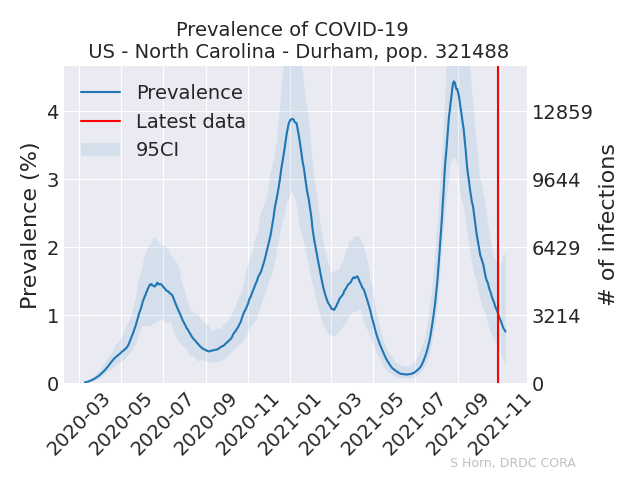 Prevalence of COVID-19
US - North Carolina - Durham, pop. 321488
Prevalence
Latest data
95CI
Prevalence (%)
4
3
2
1
0
12859
9644
6429
3214
0
# of infections
2020-03
2020-05
2020-07
2020-09
2020-11
2021-01
2021-03
2021-05
2021-07
2021-09
2021-11
S Horn, DRDC CORA